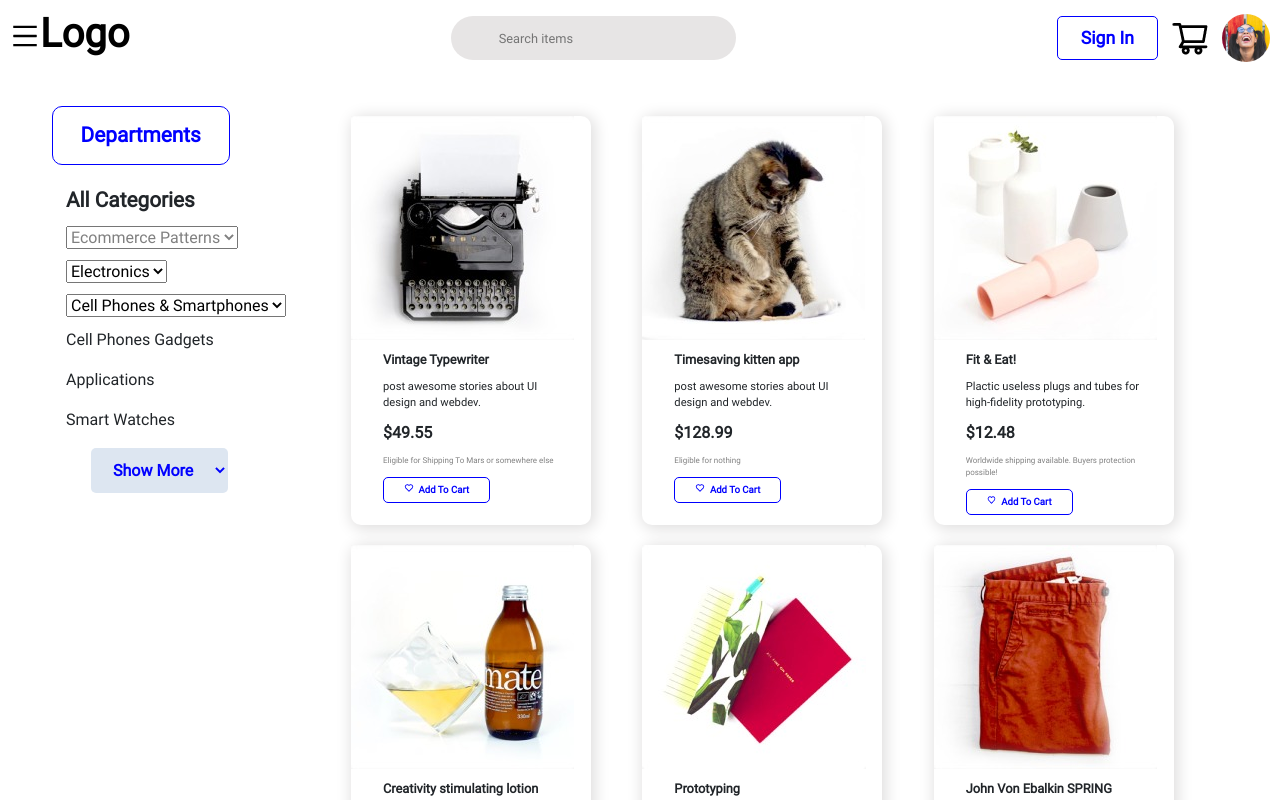 Logo
Search items
Sign In
Departments
All Categories
Ecommerce Patterns
Electronics
Cell Phones & Smartphones
Cell Phones Gadgets
Applications
Smart Watches
Show More
Vintage Typewriter
post awesome stories about UI
design and webdev.
$49.55
Eligible for Shipping To Mars or somewhere else
Add To Cart
Timesaving kitten app
post awesome stories about UI
design and webdev.
$128.99
Eligible for nothing
Add To Cart
Fit & Eat!
Plactic useless plugs and tubes for
high-fidelity prototyping.
$12.48
Worldwide shipping available. Buyers protection
possible!
Add To Cart
mate
330ml
Creativity stimulating lotion
Prototyping
John Von Ebalkin SPRING